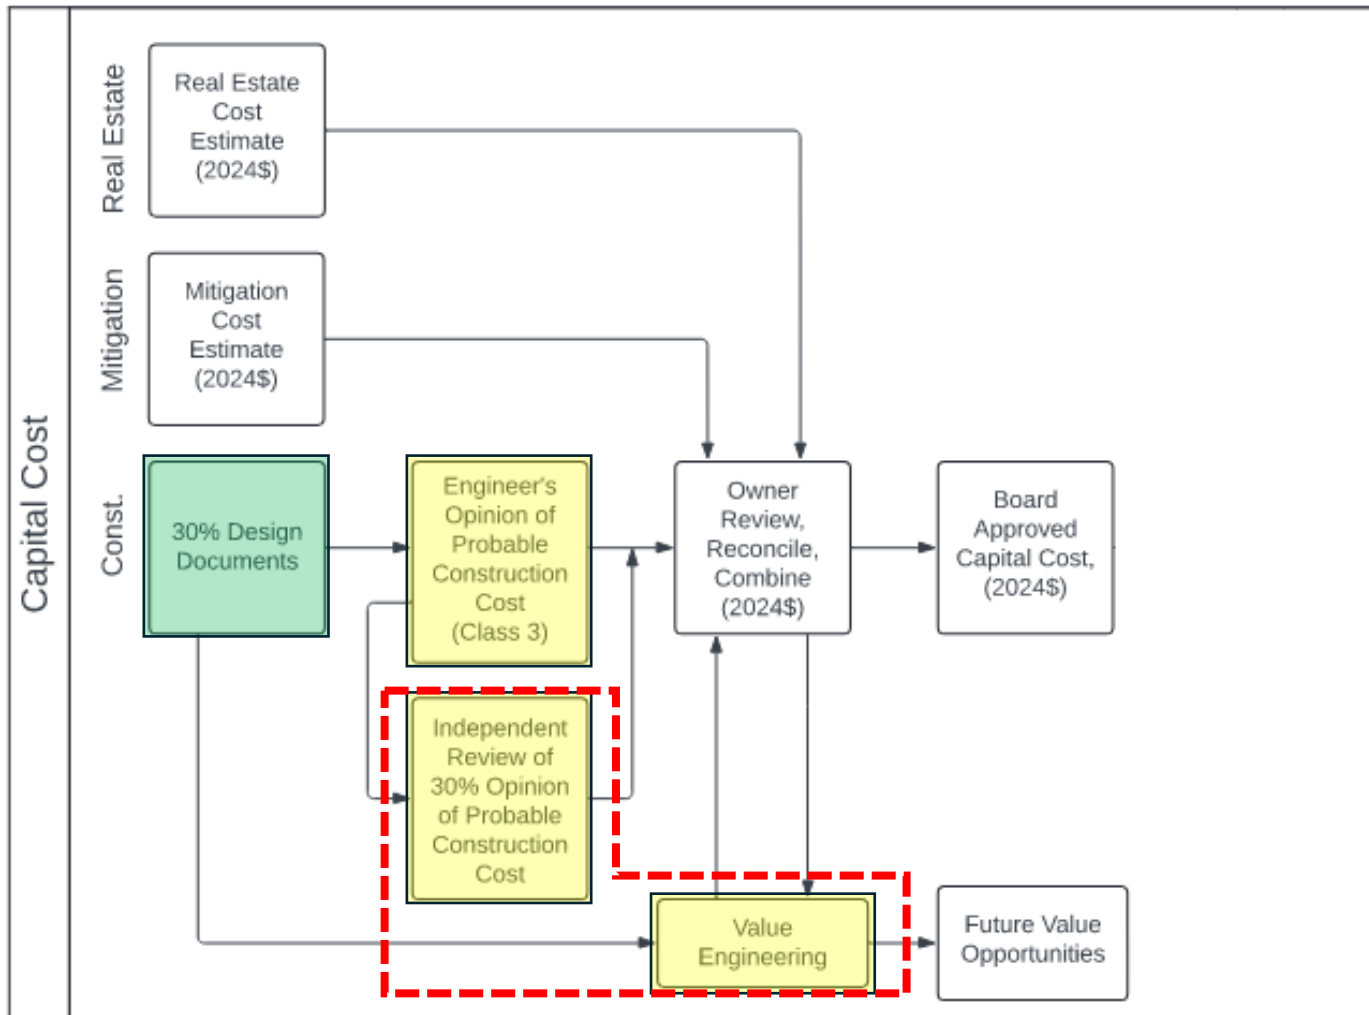 Capital Cost
Real Estate
Real Estate
Cost
Estimate
(2024$)
Mitigation
Mitigation
Cost
Estimate
(2024$)
Const.
30% Design
Documents
Engineer's
Opinion of
Probable
Construction
Cost
(Class 3)
Owner
Review,
Reconcile,
Combine
(2024$)
Board
Approved
Capital Cost,
(2024$)
Independent
Review of
30% Opinion
of Probable
Construction
Cost
Value
Engineering
Future Value
Opportunities